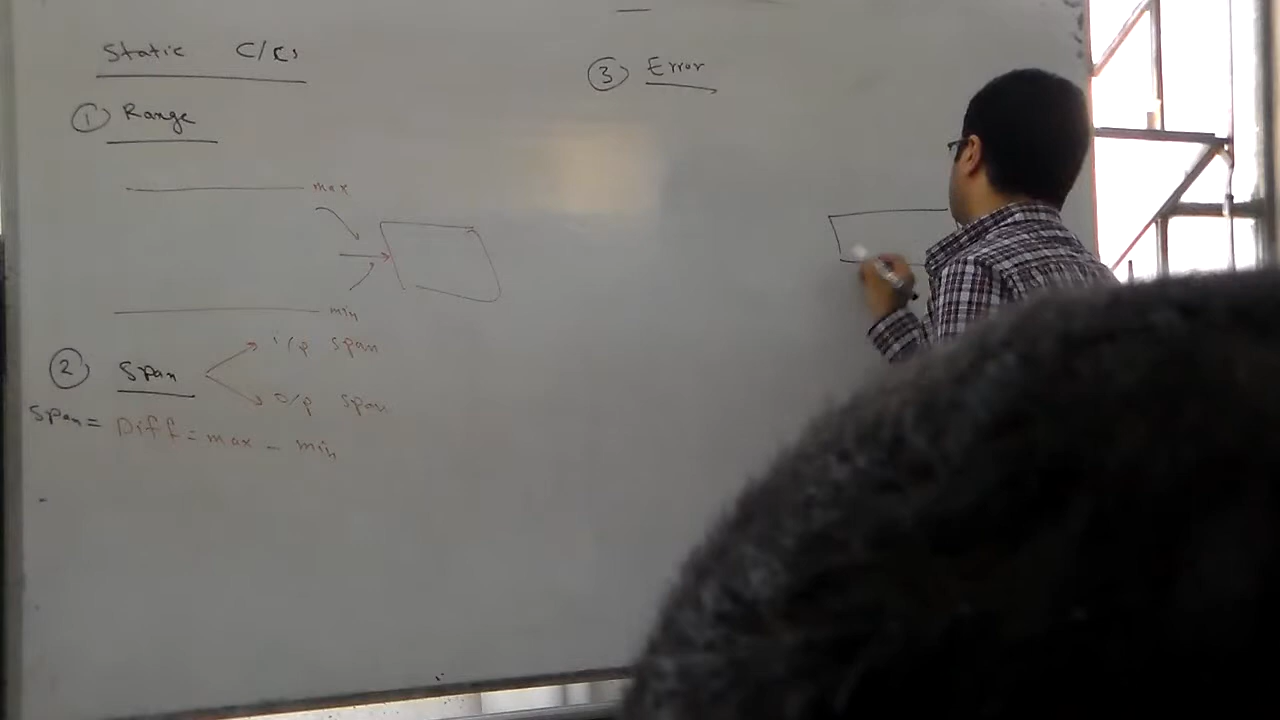 Static C/Cs
① Range
max
min
② Span
i/p span
o/p span
Span = Diff = max - min
③ Error